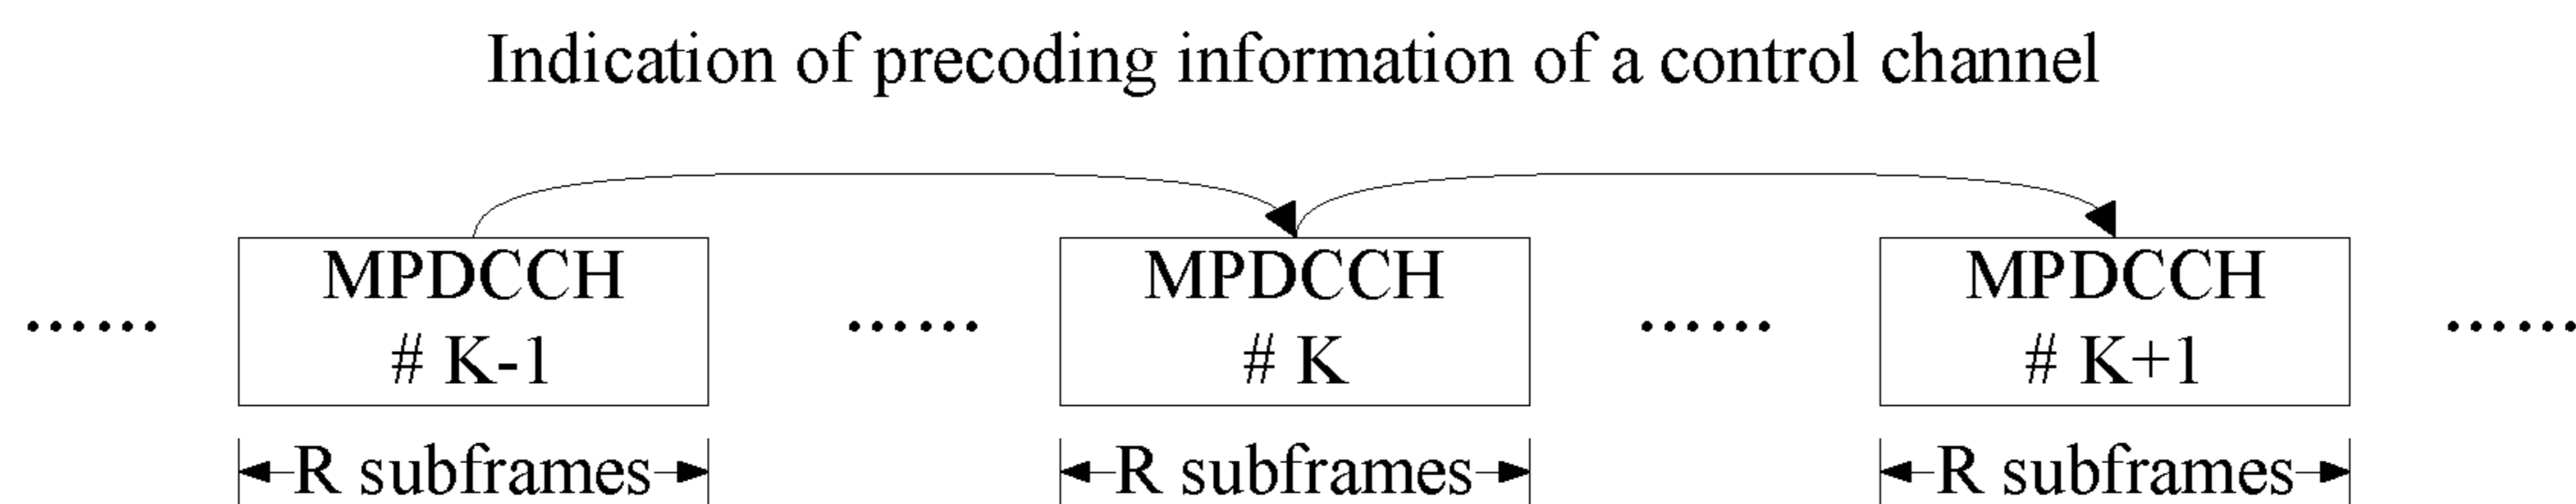 Indication of precoding information of a control channel
MPDCCH
# K-1
MPDCCH
# K
MPDCCH
# K+1
...... ...... ...... ......
R subframes R subframes R subframes